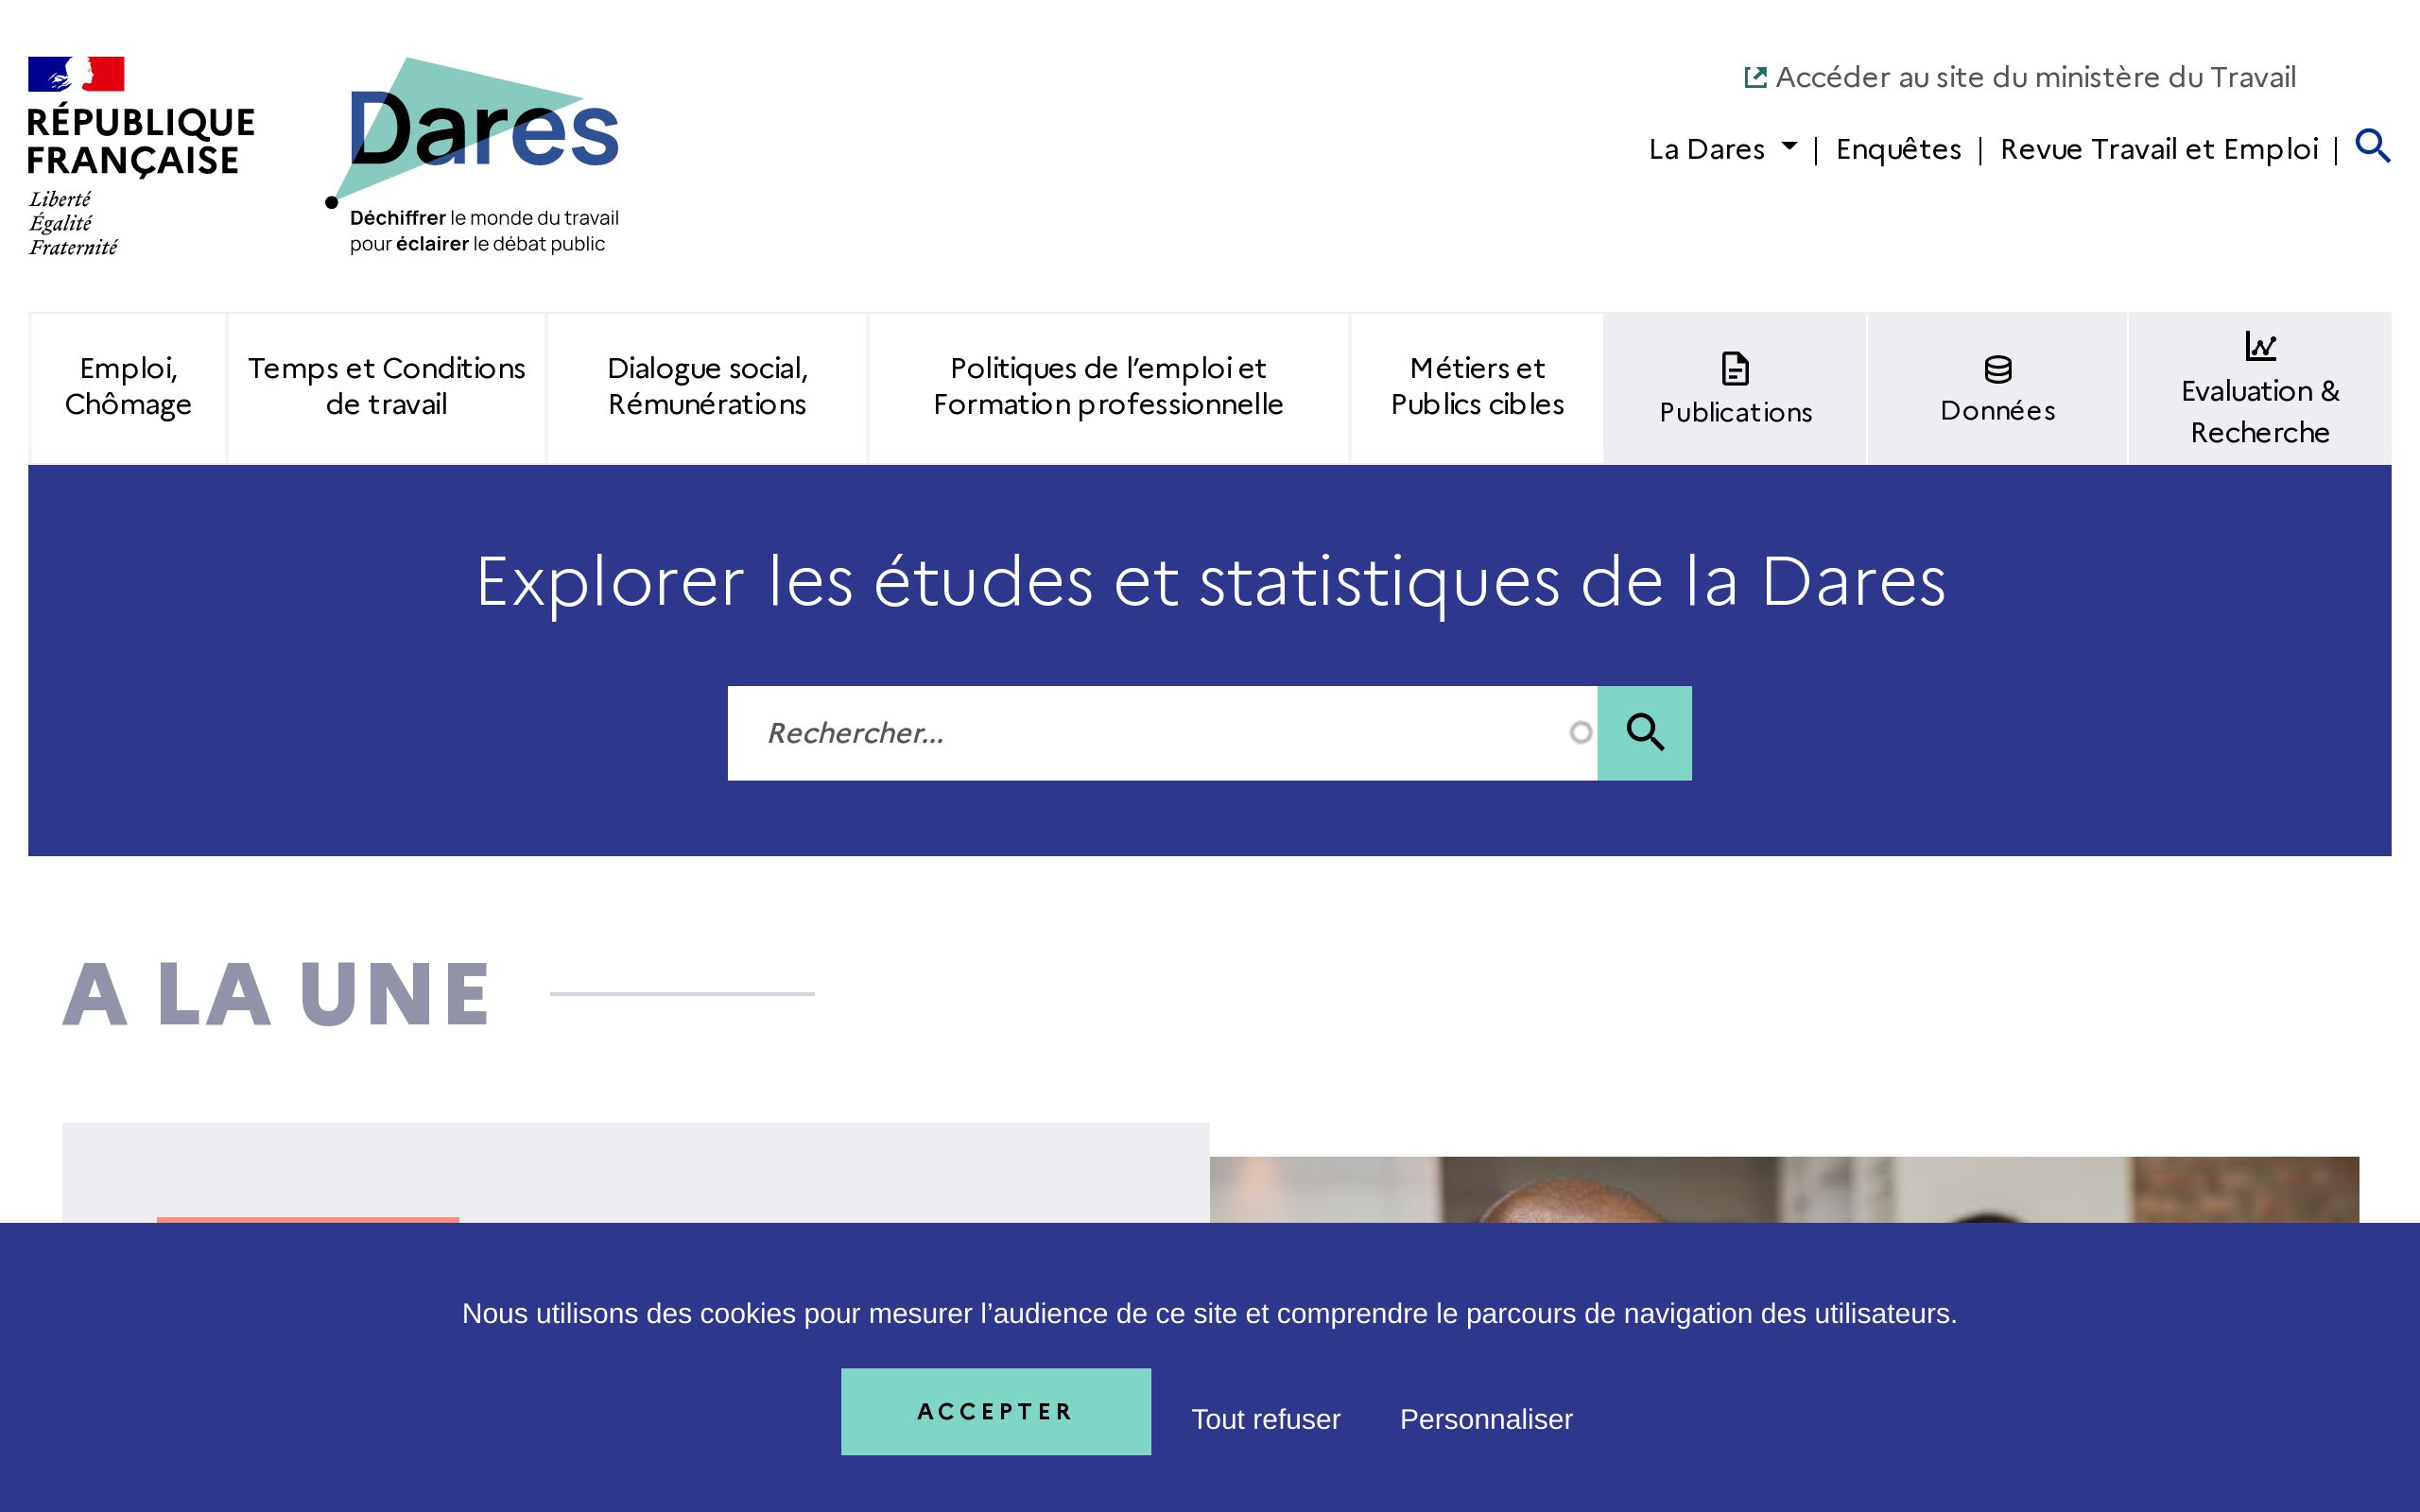 RÉPUBLIQUE
FRANÇAISE
Liberté
Égalité
Fraternité
Dares
Déchiffrer le monde du travail
pour éclairer le débat public
Accéder au site du ministère du Travail
La Dares | Enquêtes | Revue Travail et Emploi |
Emploi,
Chômage
Temps et Conditions
de travail
Dialogue social,
Rémunérations
Politiques de l’emploi et
Formation professionnelle
Métiers et
Publics cibles
Publications
Données
Evaluation &
Recherche
Explorer les études et statistiques de la Dares
Rechercher...
A LA UNE
Nous utilisons des cookies pour mesurer l’audience de ce site et comprendre le parcours de navigation des utilisateurs.
ACCEPTER
Tout refuser
Personnaliser